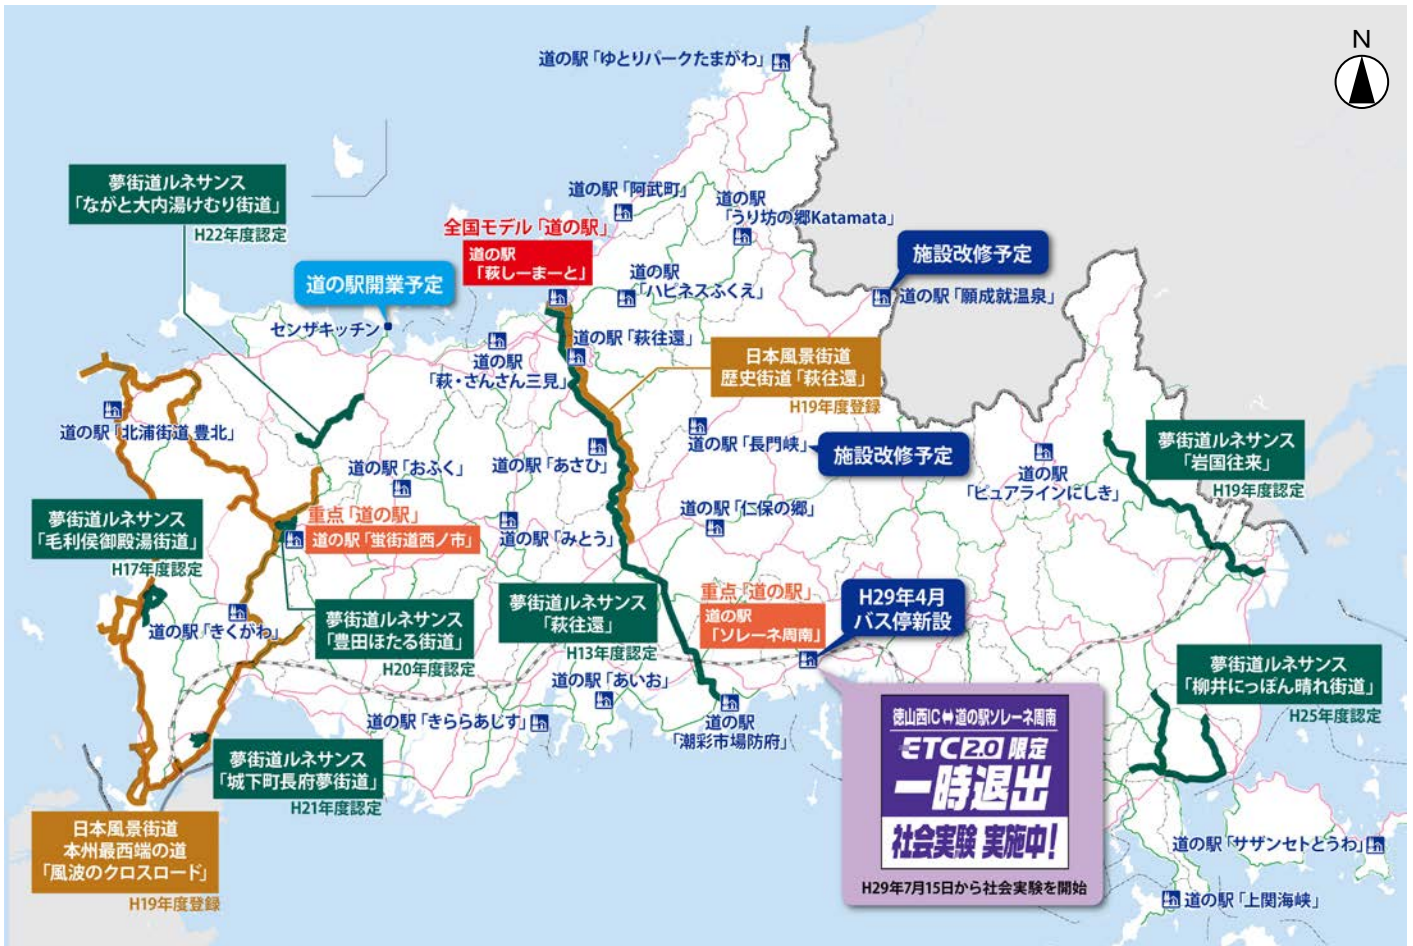 N
道の駅「ゆとりパークたまがわ」
夢街道ルネサンス
「ながと大内湯けむり街道」
H22年度認定
道の駅「阿武町」
道の駅
「うり坊の郷Katamata」
全国モデル「道の駅」
道の駅
「萩しーまーと」
道の駅開業予定
センザキッチン
道の駅
「ハピネスふくえ」
施設改修予定
道の駅「願成就温泉」
道の駅「萩往還」
道の駅
「萩・さんさん三見」
日本風景街道
歴史街道「萩往還」
H19年度登録
道の駅「北浦街道 豊北」
道の駅「おふく」
道の駅「あさひ」
道の駅「長門峡」
施設改修予定
道の駅
「ピュアラインにしき」
夢街道ルネサンス
「岩国往来」
H19年度認定
夢街道ルネサンス
「毛利侯御殿湯街道」
H17年度認定
重点「道の駅」
道の駅「蛍街道西ノ市」
道の駅「みとう」
道の駅「仁保の郷」
道の駅「きくがわ」
夢街道ルネサンス
「豊田ほたる街道」
H20年度認定
夢街道ルネサンス
「萩往還」
H13年度認定
重点「道の駅」
道の駅
「ソレーネ周南」
H29年4月
バス停新設
夢街道ルネサンス
「柳井にっぽん晴れ街道」
H25年度認定
道の駅「あいお」
道の駅「きららあじす」
道の駅
「潮彩市場防府」
徳山西IC⇔道の駅ソレーネ周南
ETC2.0 限定
一時退出
社会実験 実施中!
H29年7月15日から社会実験を開始
夢街道ルネサンス
「城下町長府夢街道」
H21年度認定
日本風景街道
本州最西端の道
「風波のクロスロード」
H19年度登録
道の駅「サザンセトとうわ」
道の駅「上関海峡」